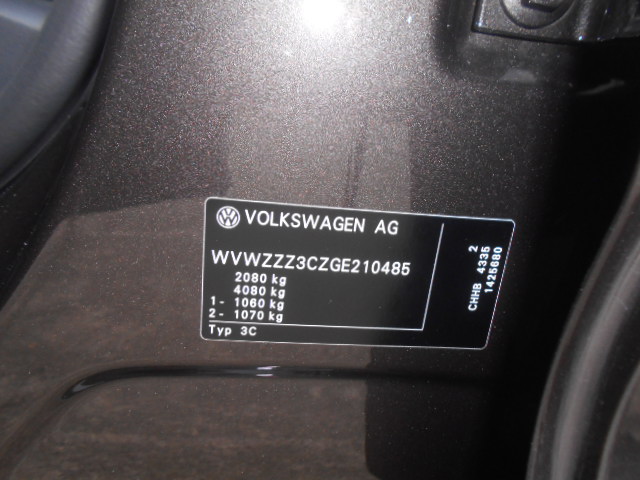 VOLKSWAGEN AG
WVWZZZ3CZGE210485
2080 kg
4080 kg
1- 1060 kg
2- 1070 kg
Typ 3C
2
CHHB 4335
1425680